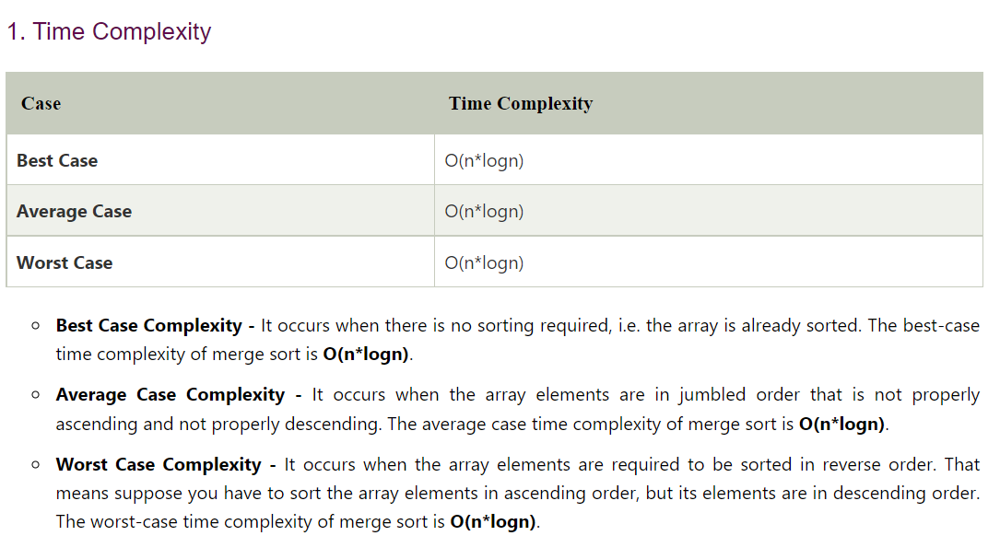 1. Time Complexity
Case Time Complexity
Best Case O(n*logn)
Average Case O(n*logn)
Worst Case O(n*logn)
Best Case Complexity - It occurs when there is no sorting required, i.e. the array is already sorted. The best-case
time complexity of merge sort is O(n*logn).
Average Case Complexity - It occurs when the array elements are in jumbled order that is not properly
ascending and not properly descending. The average case time complexity of merge sort is O(n*logn).
Worst Case Complexity - It occurs when the array elements are required to be sorted in reverse order. That
means suppose you have to sort the array elements in ascending order, but its elements are in descending order.
The worst-case time complexity of merge sort is O(n*logn).